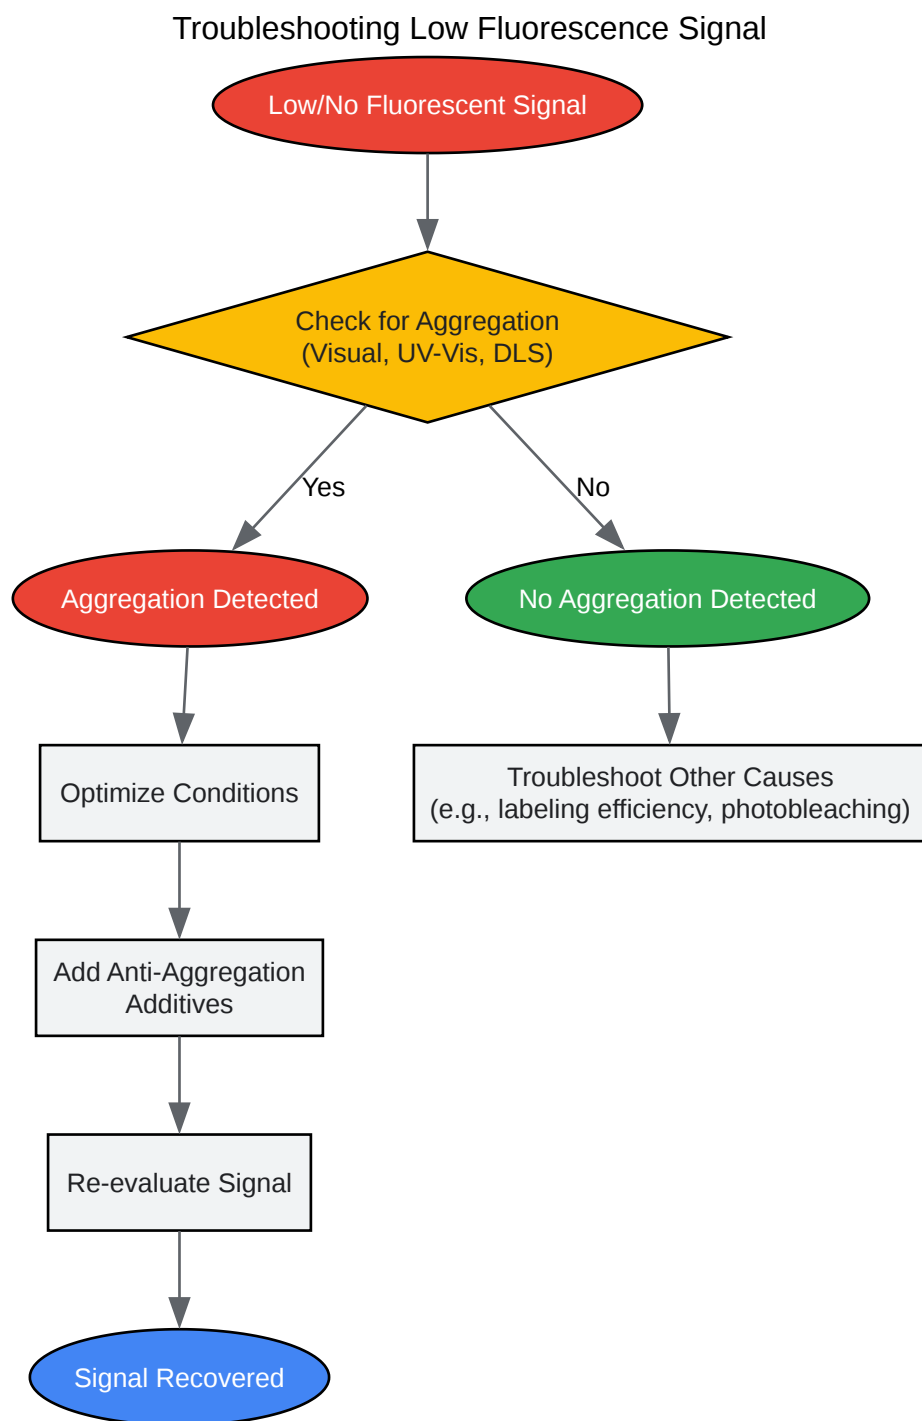 Troubleshooting Low Fluorescence Signal
Low/No Fluorescent Signal
Check for Aggregation
(Visual, UV-Vis, DLS)
Yes
No
Aggregation Detected
No Aggregation Detected
Optimize Conditions
Troubleshoot Other Causes
(e.g., labeling efficiency, photobleaching)
Add Anti-Aggregation
Additives
Re-evaluate Signal
Signal Recovered